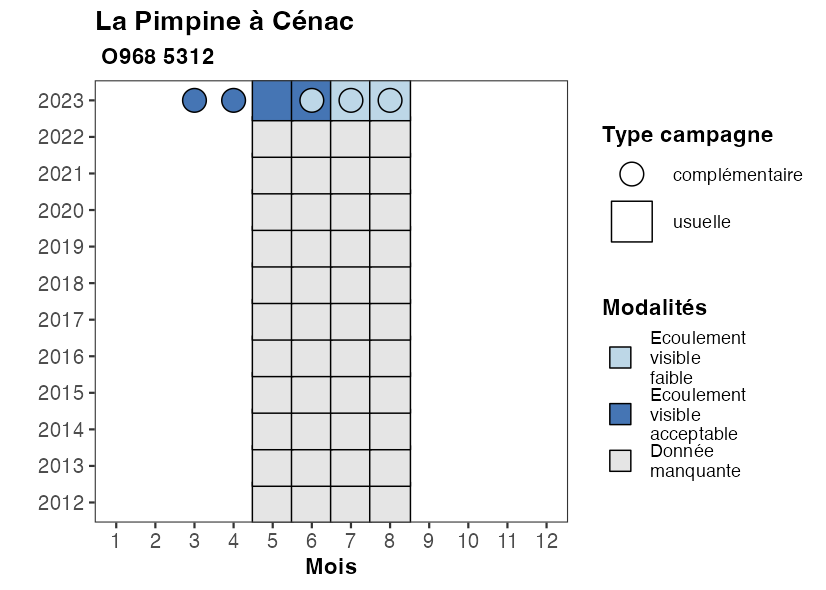 La Pimpine à Cénac
O968 5312
2023
2022
2021
2020
2019
2018
2017
2016
2015
2014
2013
2012
1 2 3 4 5 6 7 8 9 10 11 12
Mois
Type campagne
complémentaire
usuelle
Modalités
Ecoulement
visible
faible
Ecoulement
visible
acceptable
Donnée
manquante